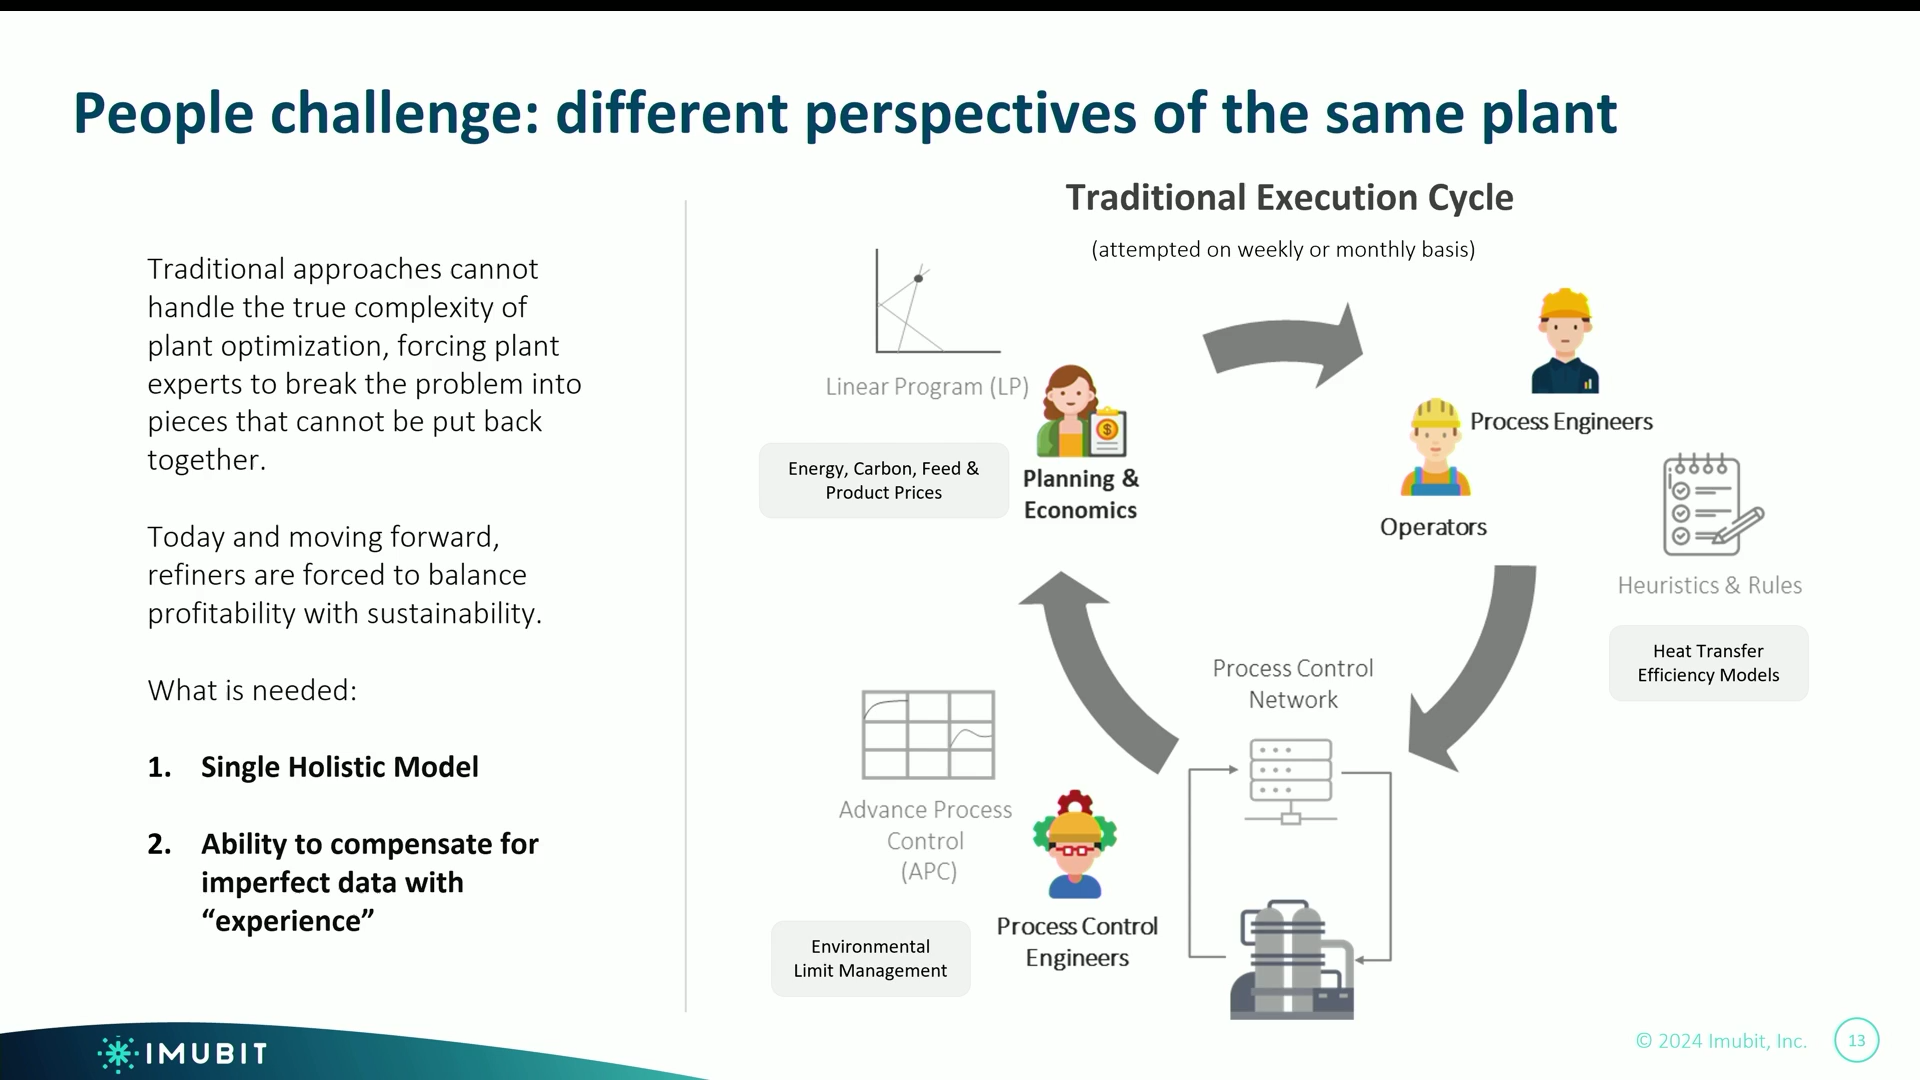 People challenge: different perspectives of the same plant
Traditional approaches cannot
handle the true complexity of
plant optimization, forcing plant
experts to break the problem into
pieces that cannot be put back
together.
Today and moving forward,
refiners are forced to balance
profitability with sustainability.
What is needed:
1. Single Holistic Model
2. Ability to compensate for
imperfect data with
“experience”
Traditional Execution Cycle
(attempted on weekly or monthly basis)
Linear Program (LP)
Energy, Carbon, Feed &
Product Prices
Planning &
Economics
Process Engineers
Operators
Heuristics & Rules
Heat Transfer
Efficiency Models
Process Control
Network
Advance Process
Control
(APC)
Process Control
Engineers
Environmental
Limit Management
IMUBIT
© 2024 Imubit, Inc.
13